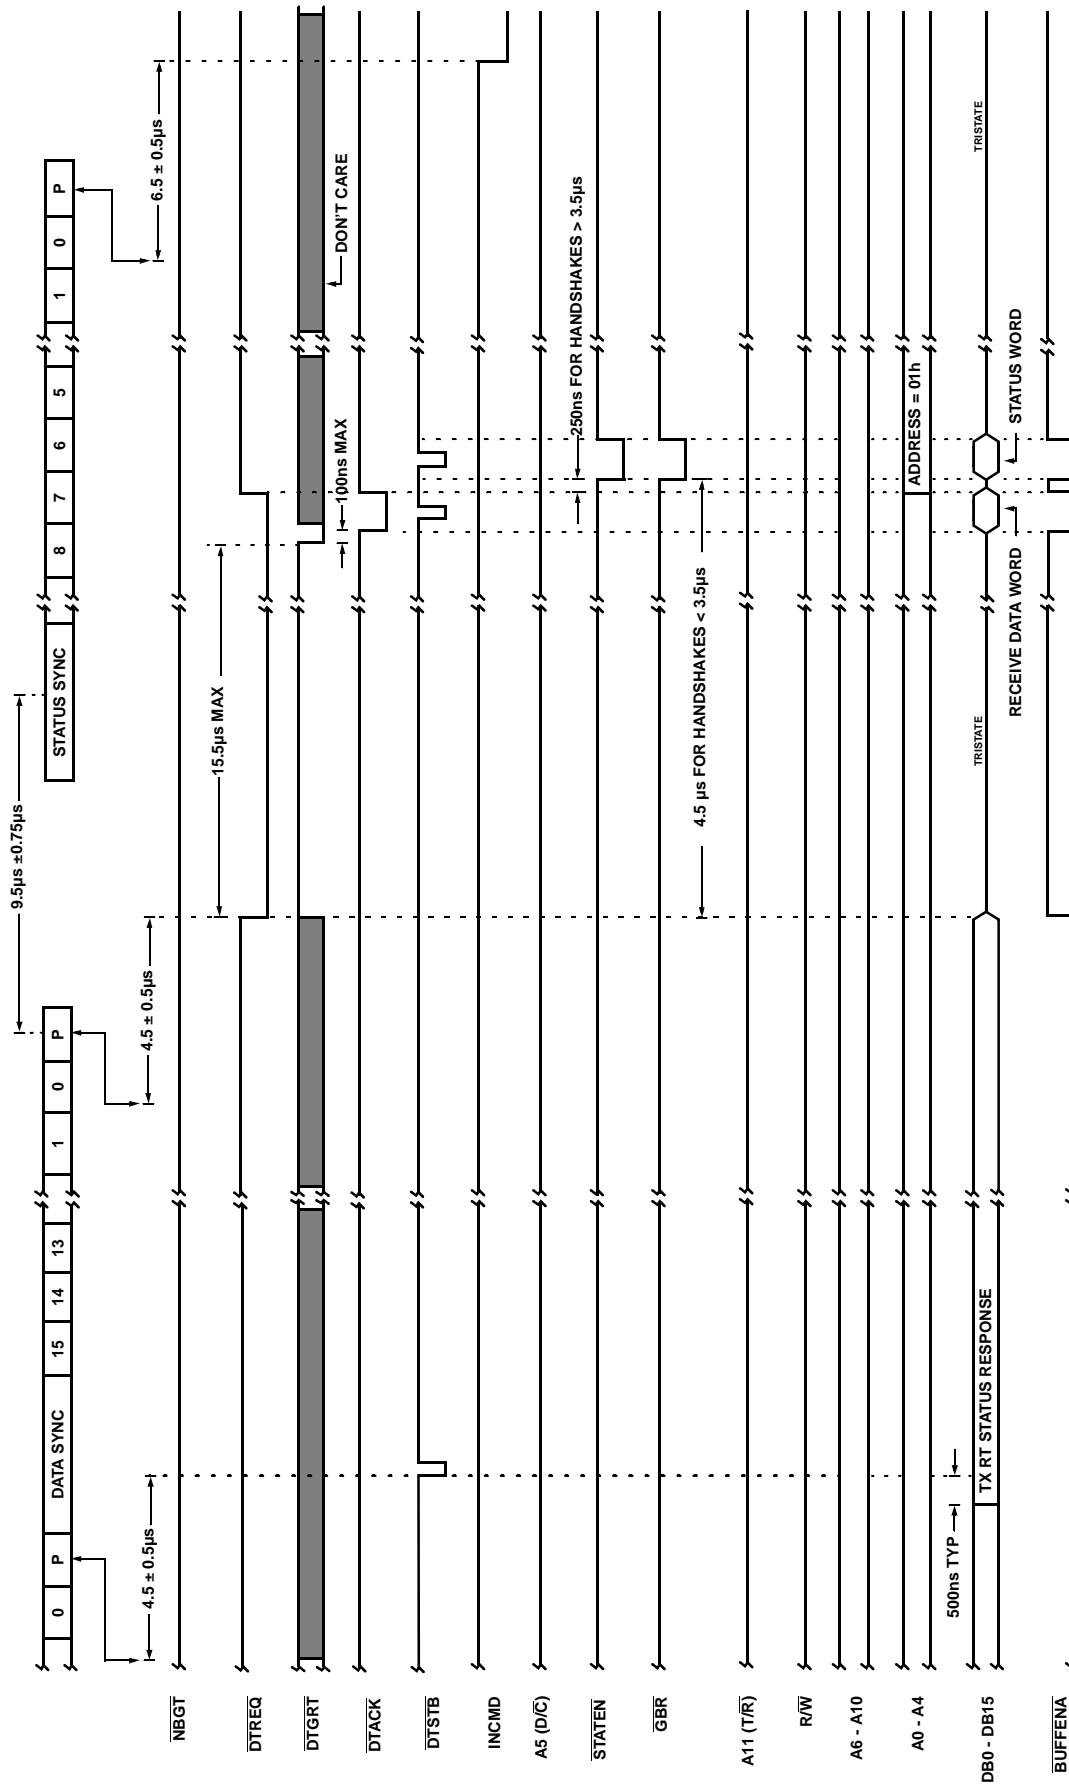 9.5µs ±0.75µs
0 P DATA SYNC 15 14 13 1 0 P STATUS SYNC 8 7 6 5 1 0 P
4.5 ± 0.5µs
4.5 ± 0.5µs
6.5 ± 0.5µs
NBGT
15.5µs MAX
DTREQ
DTGRT
DON'T CARE
100ns MAX
DTACK
DTSTB
INCMD
A5 (D/C)
250ns FOR HANDSHAKES > 3.5µs
STATEN
GBR
4.5 µs FOR HANDSHAKES < 3.5µs
A11 (T/R)
R/W
A6 - A10
A0 - A4
ADDRESS = 01h
500ns TYP
DB0 - DB15
TX RT STATUS RESPONSE
TRISTATE
TRISTATE
RECEIVE DATA WORD
STATUS WORD
BUFFENA